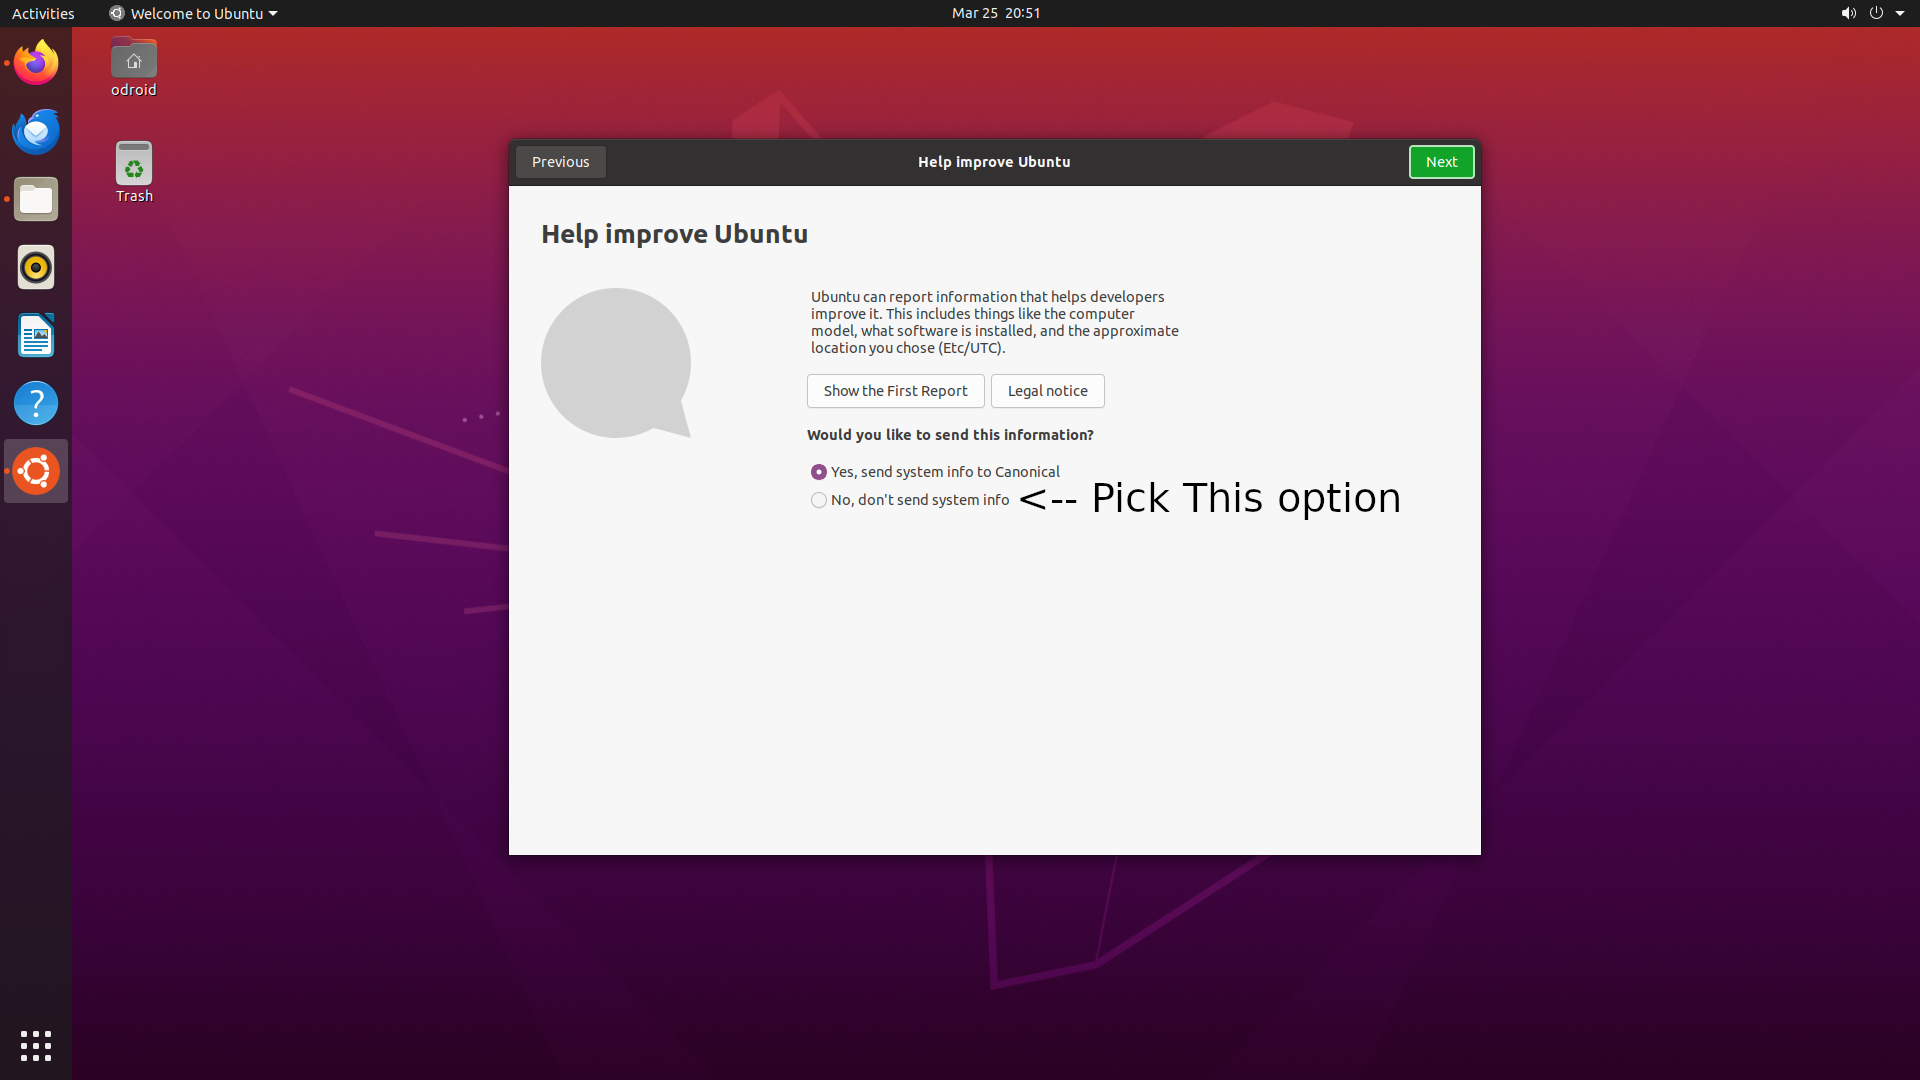 Activities
Welcome to Ubuntu
Mar 25 20:51
odroid
Trash
Previous
Help improve Ubuntu
Next
Help improve Ubuntu
Ubuntu can report information that helps developers
improve it. This includes things like the computer
model, what software is installed, and the approximate
location you chose (Etc/UTC).
Show the First Report
Legal notice
Would you like to send this information?
Yes, send system info to Canonical
No, don't send system info <-- Pick This option